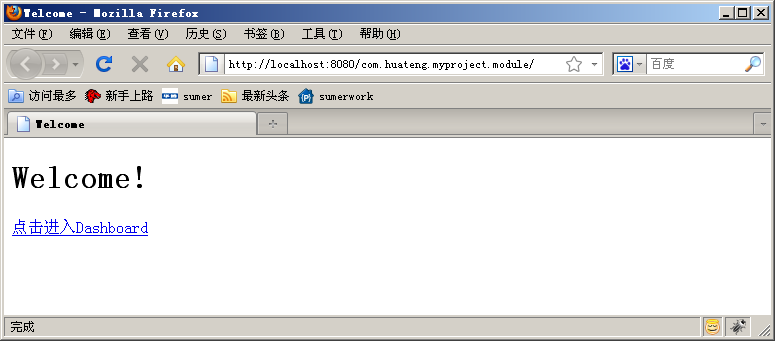 Welcome - Mozilla Firefox
文件(F) 编辑(E) 查看(V) 历史(S) 书签(B) 工具(T) 帮助(H)
http://localhost:8080/com.huateng.myproject.module/ 百度
访问最多 新手上路 sumer 最新头条 sumerwork
Welcome
Welcome!
点击进入Dashboard
完成